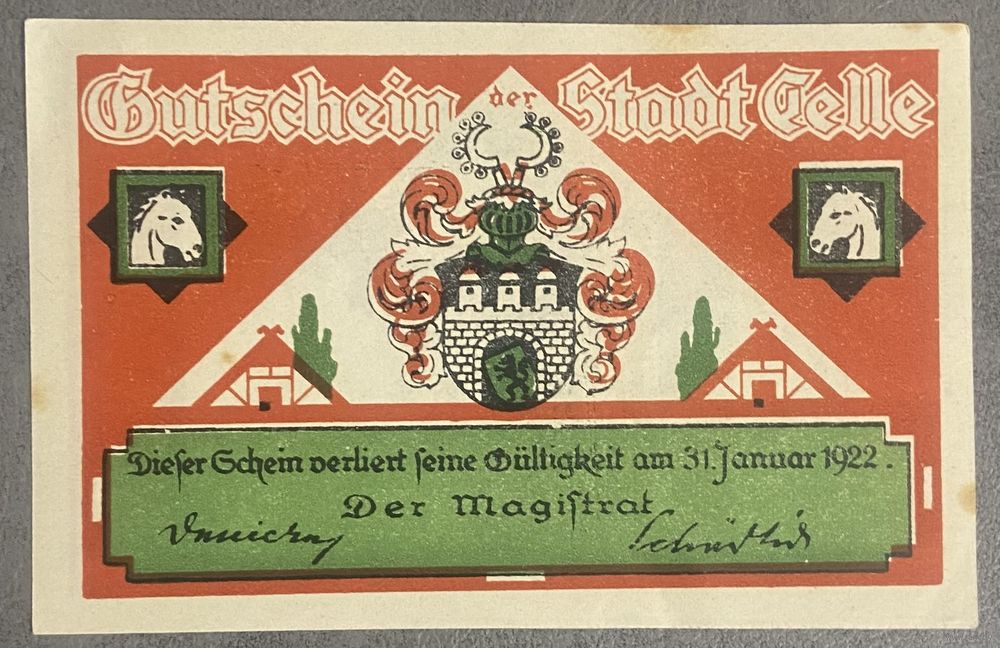 Gutschein der Stadt Celle
Dieser Schein verliert seine Gültigkeit am 31. Januar 1922.
Der Magistrat